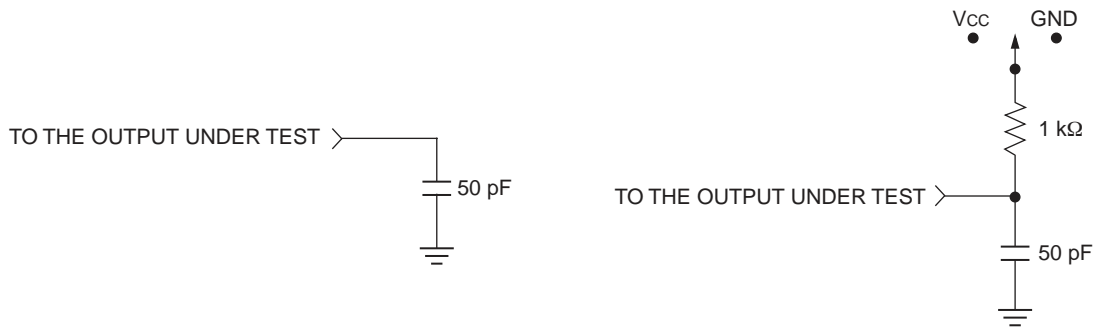 TO THE OUTPUT UNDER TEST
50 pF
VCC GND
1 kΩ
TO THE OUTPUT UNDER TEST
50 pF